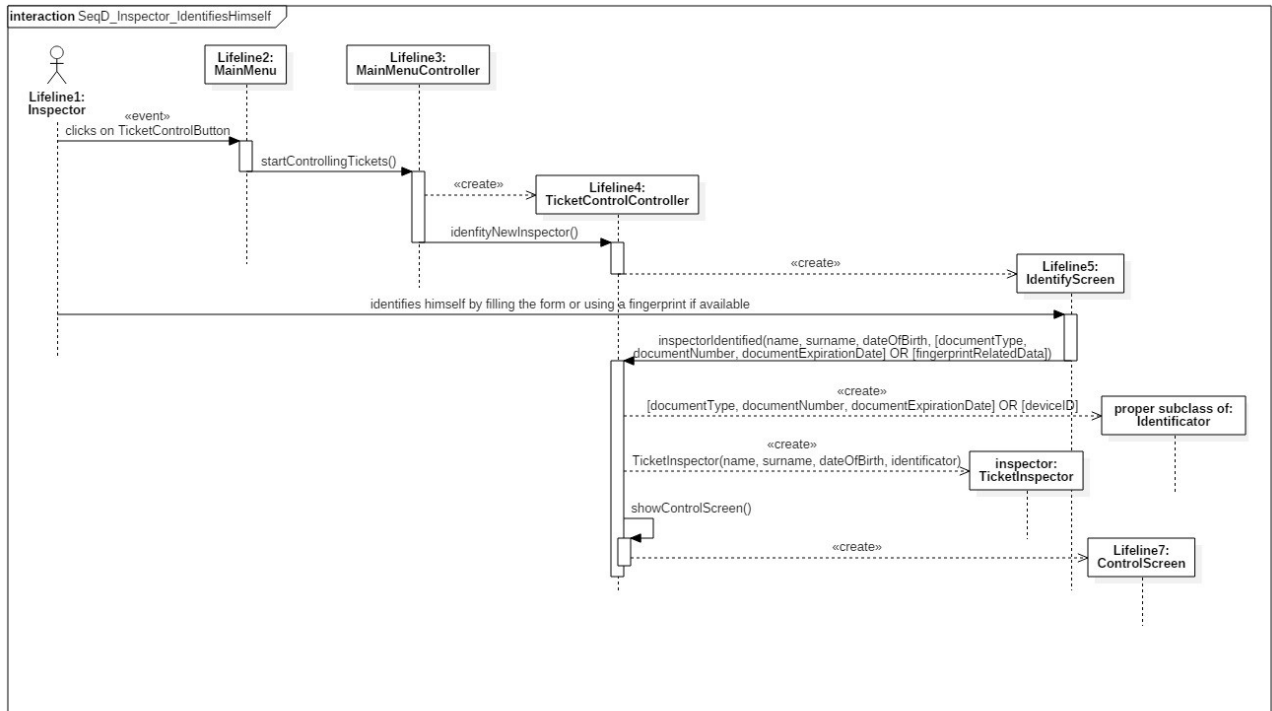 interaction SeqD_Inspector_IdentifiesHimself
Lifeline1:
Inspector
Lifeline2:
MainMenu
Lifeline3:
MainMenuController
«event»
clicks on TicketControlButton
startControllingTickets()
«create»
Lifeline4:
TicketControlController
idenfityNewInspector()
«create»
Lifeline5:
IdentifyScreen
identifies himself by filling the form or using a fingerprint if available
inspectorIdentified(name, surname, dateOfBirth, [documentType,
documentNumber, documentExpirationDate] OR [fingerprintRelatedData])
«create»
[documentType, documentNumber, documentExpirationDate] OR [deviceID]
proper subclass of:
Identificator
«create»
TicketInspector(name, surname, dateOfBirth, identificator)
inspector:
TicketInspector
showControlScreen()
«create»
Lifeline7:
ControlScreen